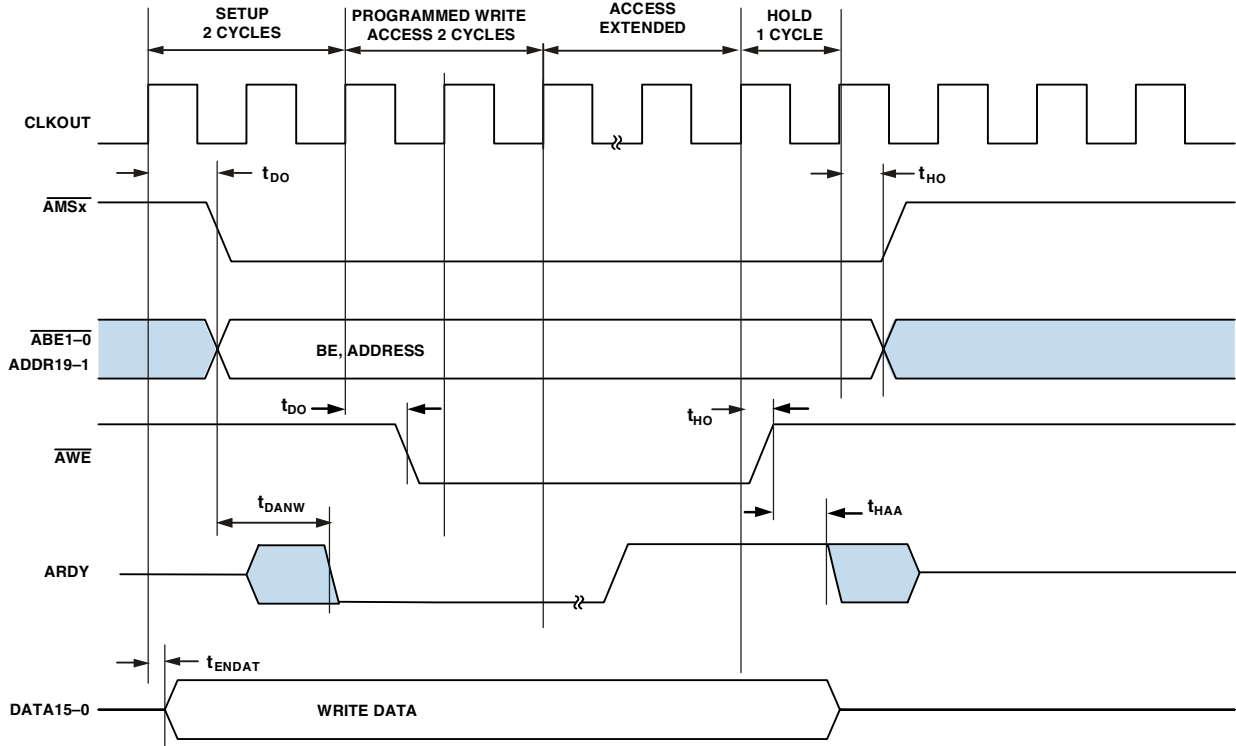 SETUP
2 CYCLES
PROGRAMMED WRITE
ACCESS 2 CYCLES
ACCESS
EXTENDED
HOLD
1 CYCLE
CLKOUT
tDO
tHO
AMSx
ABE1–0
ADDR19–1
BE, ADDRESS
tDO
tHO
AWE
tDANW
tHAA
ARDY
tENDAT
DATA15–0
WRITE DATA